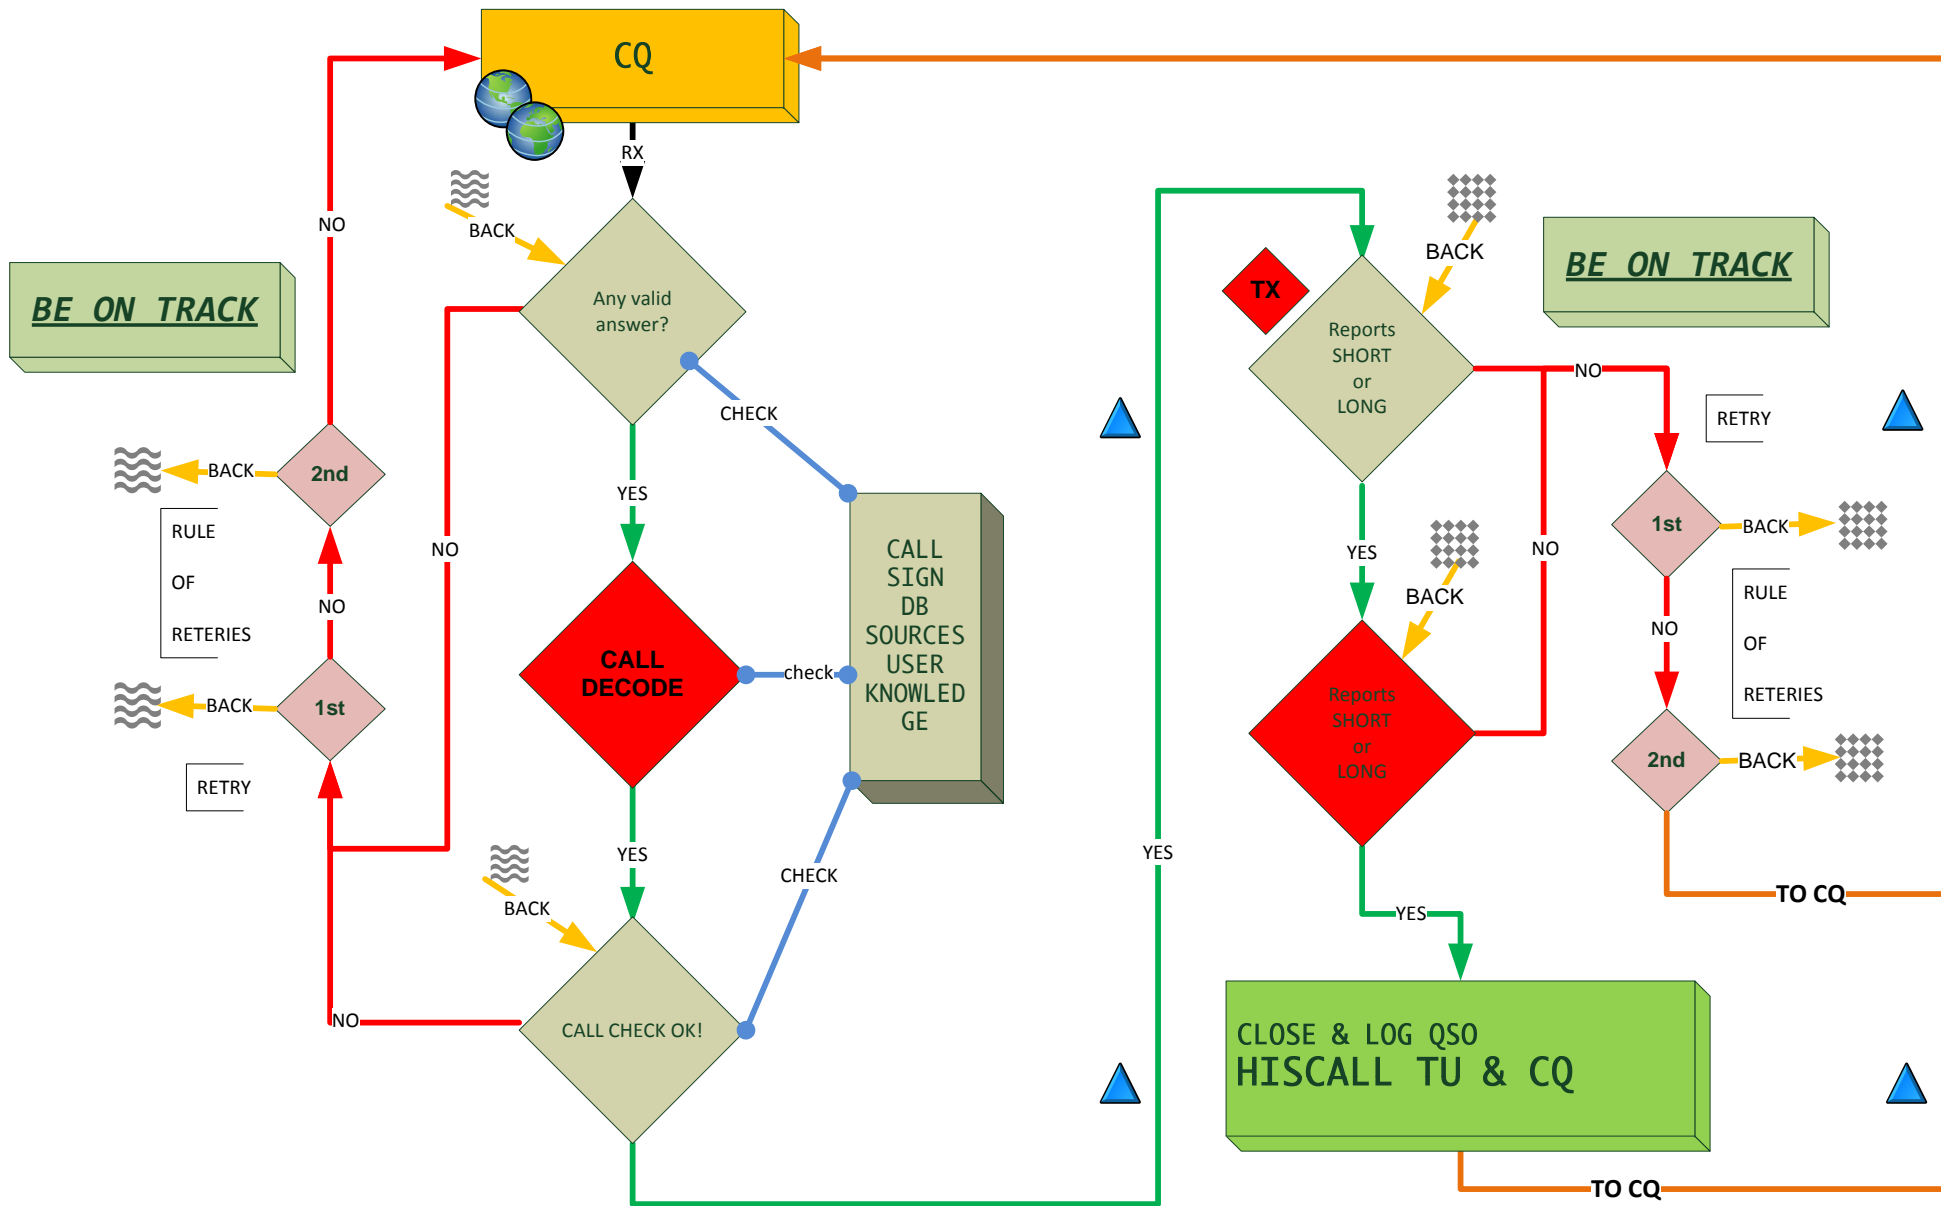 CQ
RX
BACK
NO
BE ON TRACK
Any valid
answer?
CHECK
2nd
BACK
RULE
OF
RETERIES
NO
YES
NO
CALL
SIGN
DB
SOURCES
USER
KNOWLED
GE
CALL
DECODE
check
1st
BACK
RETRY
YES
CHECK
BACK
NO
CALL CHECK OK!
YES
BACK
TX
Reports
SHORT
or
LONG
BE ON TRACK
NO
RETRY
YES
NO
1st
BACK
BACK
RULE
OF
RETERIES
NO
Reports
SHORT
or
LONG
2nd
BACK
TO CQ
YES
CLOSE & LOG QSO
HISCALL TU & CQ
TO CQ